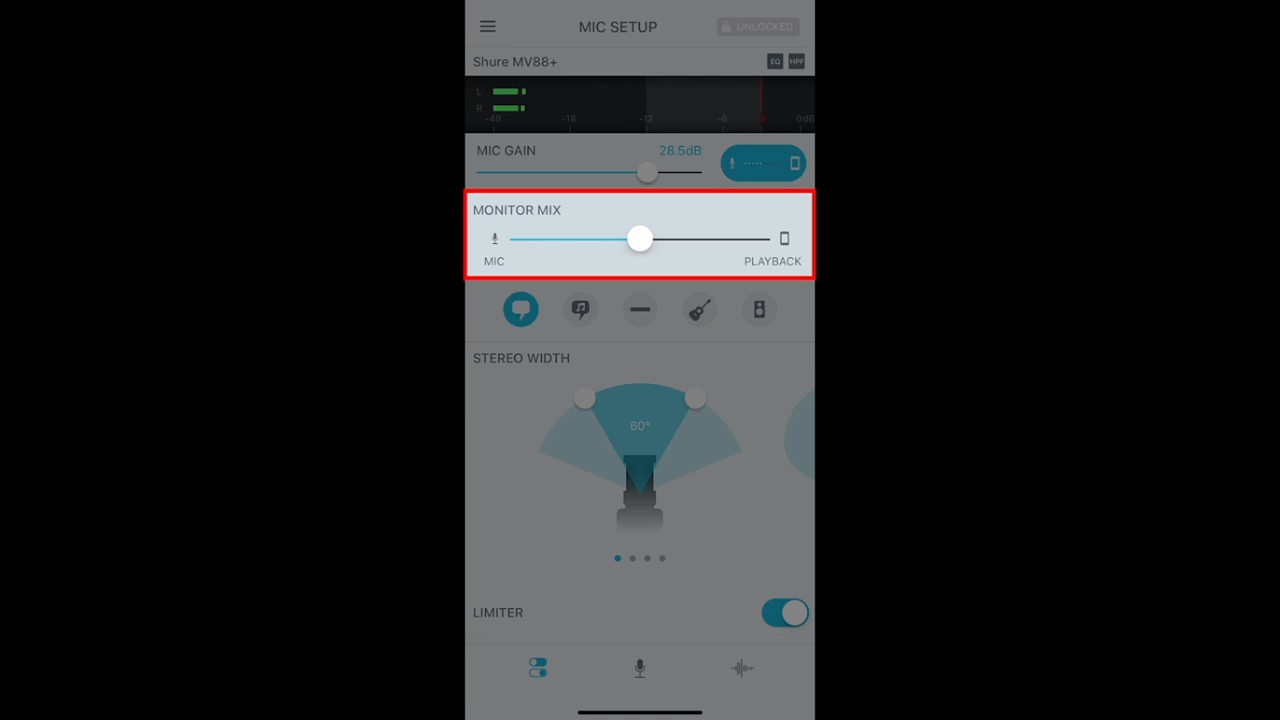 MIC SETUP
UNLOCKED
Shure MV88+
EQ HPF
L
R
-48 -18 -12 -6 -3 0dB
MIC GAIN 28.5dB
MONITOR MIX
MIC PLAYBACK
STEREO WIDTH
60°
LIMITER